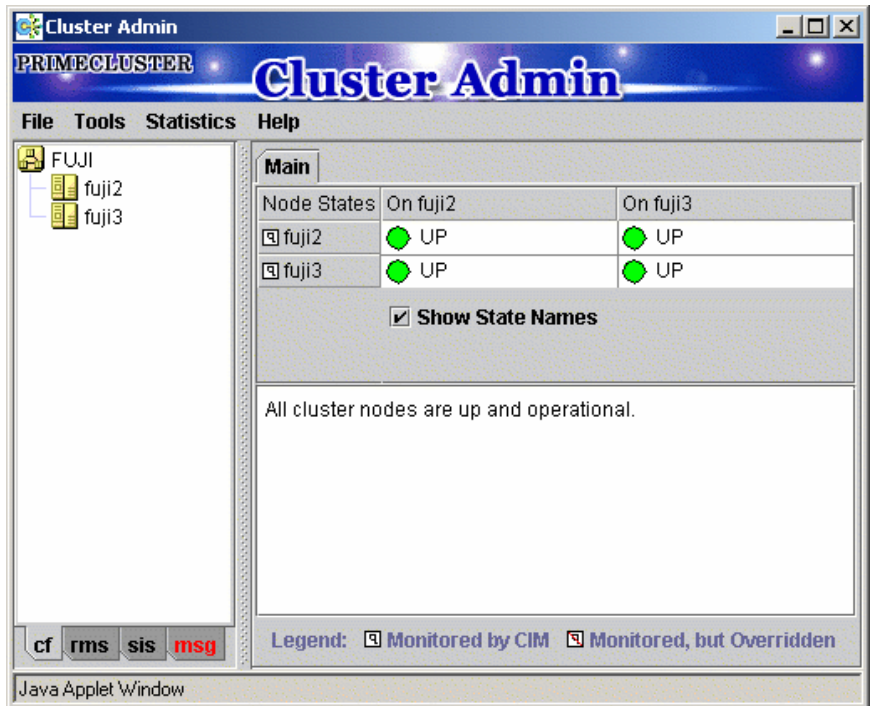 Cluster Admin
PRIMECLUSTER
Cluster Admin
File Tools Statistics Help
FUJI
fuji2
fuji3
Main
Node States On fuji2 On fuji3
fuji2 UP UP
fuji3 UP UP
Show State Names
All cluster nodes are up and operational.
cf rms sis msg
Legend: Monitored by CIM Monitored, but Overridden
Java Applet Window